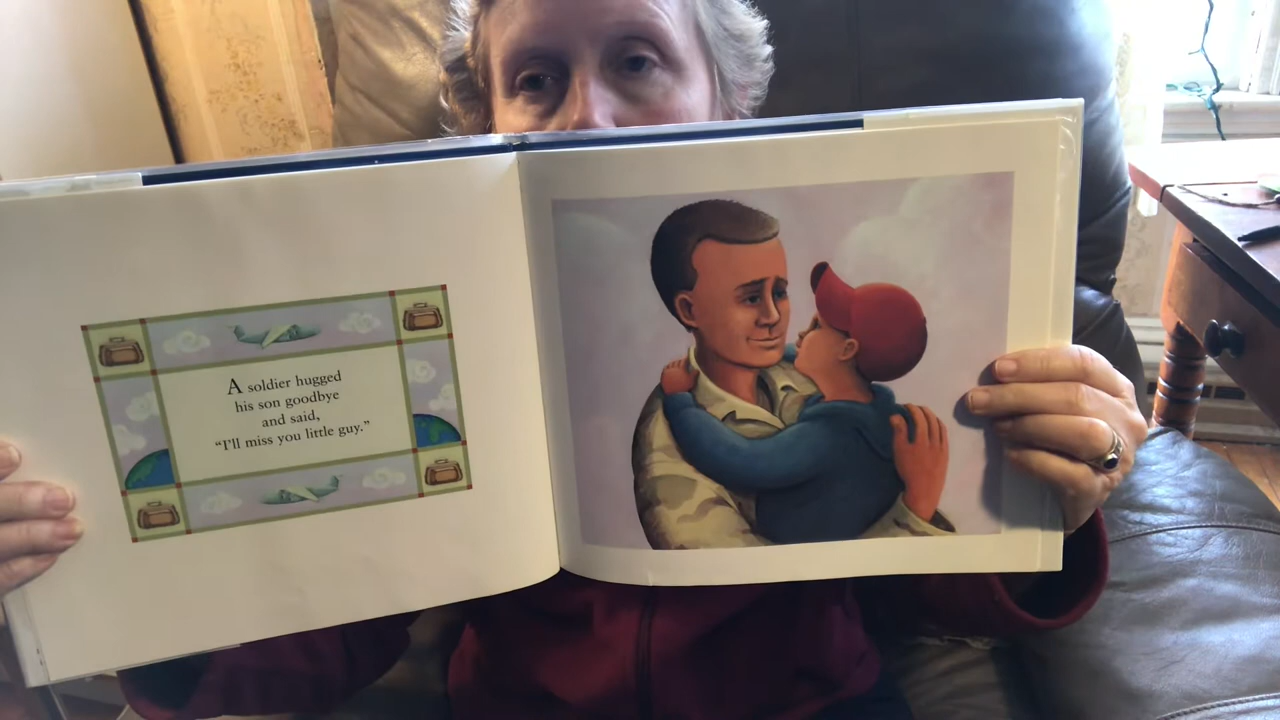 A soldier hugged
his son goodbye
and said,
“I’ll miss you little guy.”